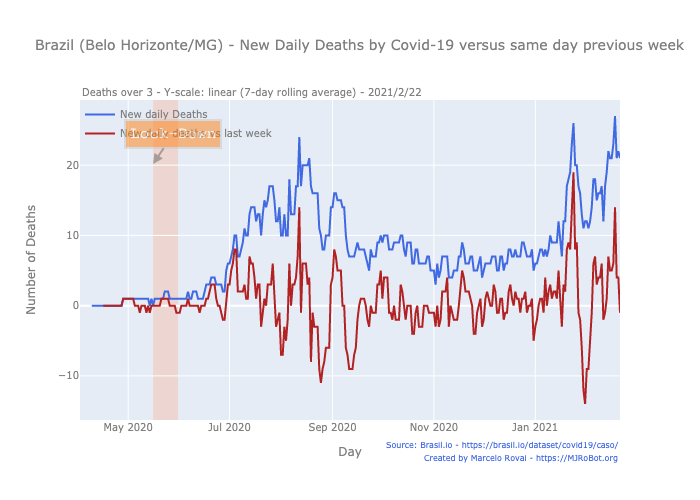 Brazil (Belo Horizonte/MG) - New Daily Deaths by Covid-19 versus same day previous week
Deaths over 3 - Y-scale: linear (7-day rolling average) - 2021/2/22
New daily Deaths
New daily deaths vs last week
Lock-Down
20
10
0
−10
Number of Deaths
May 2020
Jul 2020
Sep 2020
Nov 2020
Jan 2021
Day
Source: Brasil.io - https://brasil.io/dataset/covid19/caso/
Created by Marcelo Rovai - https://MJRoBot.org